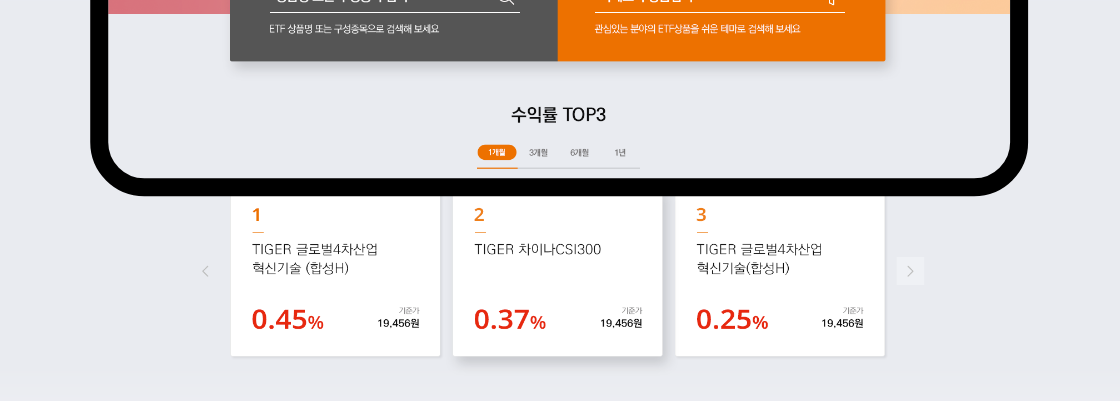 ETF 상품명 또는 구성종목으로 검색해 보세요
관심있는 분야의 ETF상품을 쉬운 테마로 검색해 보세요
수익률 TOP3
1개월 3개월 6개월 1년
1
TIGER 글로벌4차산업
혁신기술 (합성H)
0.45%
기준가
19,456원
2
TIGER 차이나CSI300
0.37%
기준가
19,456원
3
TIGER 글로벌4차산업
혁신기술(합성H)
0.25%
기준가
19,456원